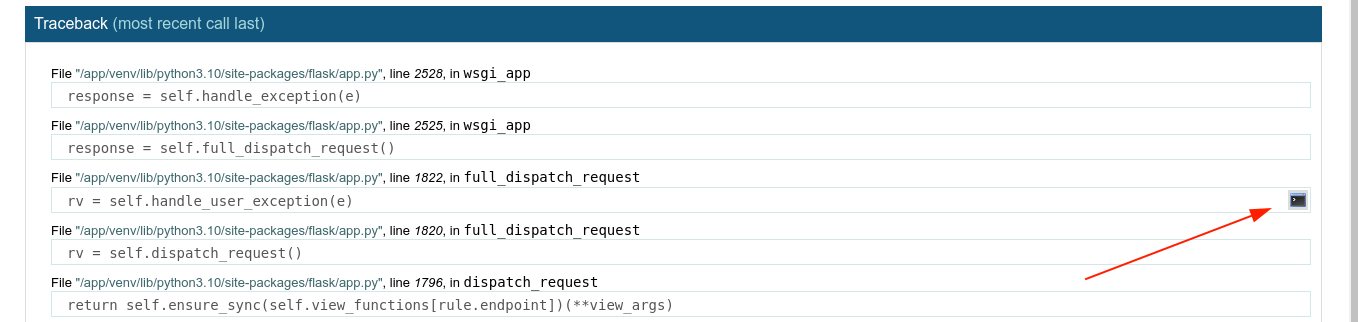 Traceback (most recent call last)
File "/app/venv/lib/python3.10/site-packages/flask/app.py", line 2528, in wsgi_app
response = self.handle_exception(e)
File "/app/venv/lib/python3.10/site-packages/flask/app.py", line 2525, in wsgi_app
response = self.full_dispatch_request()
File "/app/venv/lib/python3.10/site-packages/flask/app.py", line 1822, in full_dispatch_request
rv = self.handle_user_exception(e)
File "/app/venv/lib/python3.10/site-packages/flask/app.py", line 1820, in full_dispatch_request
rv = self.dispatch_request()
File "/app/venv/lib/python3.10/site-packages/flask/app.py", line 1796, in dispatch_request
return self.ensure_sync(self.view_functions[rule.endpoint])(**view_args)